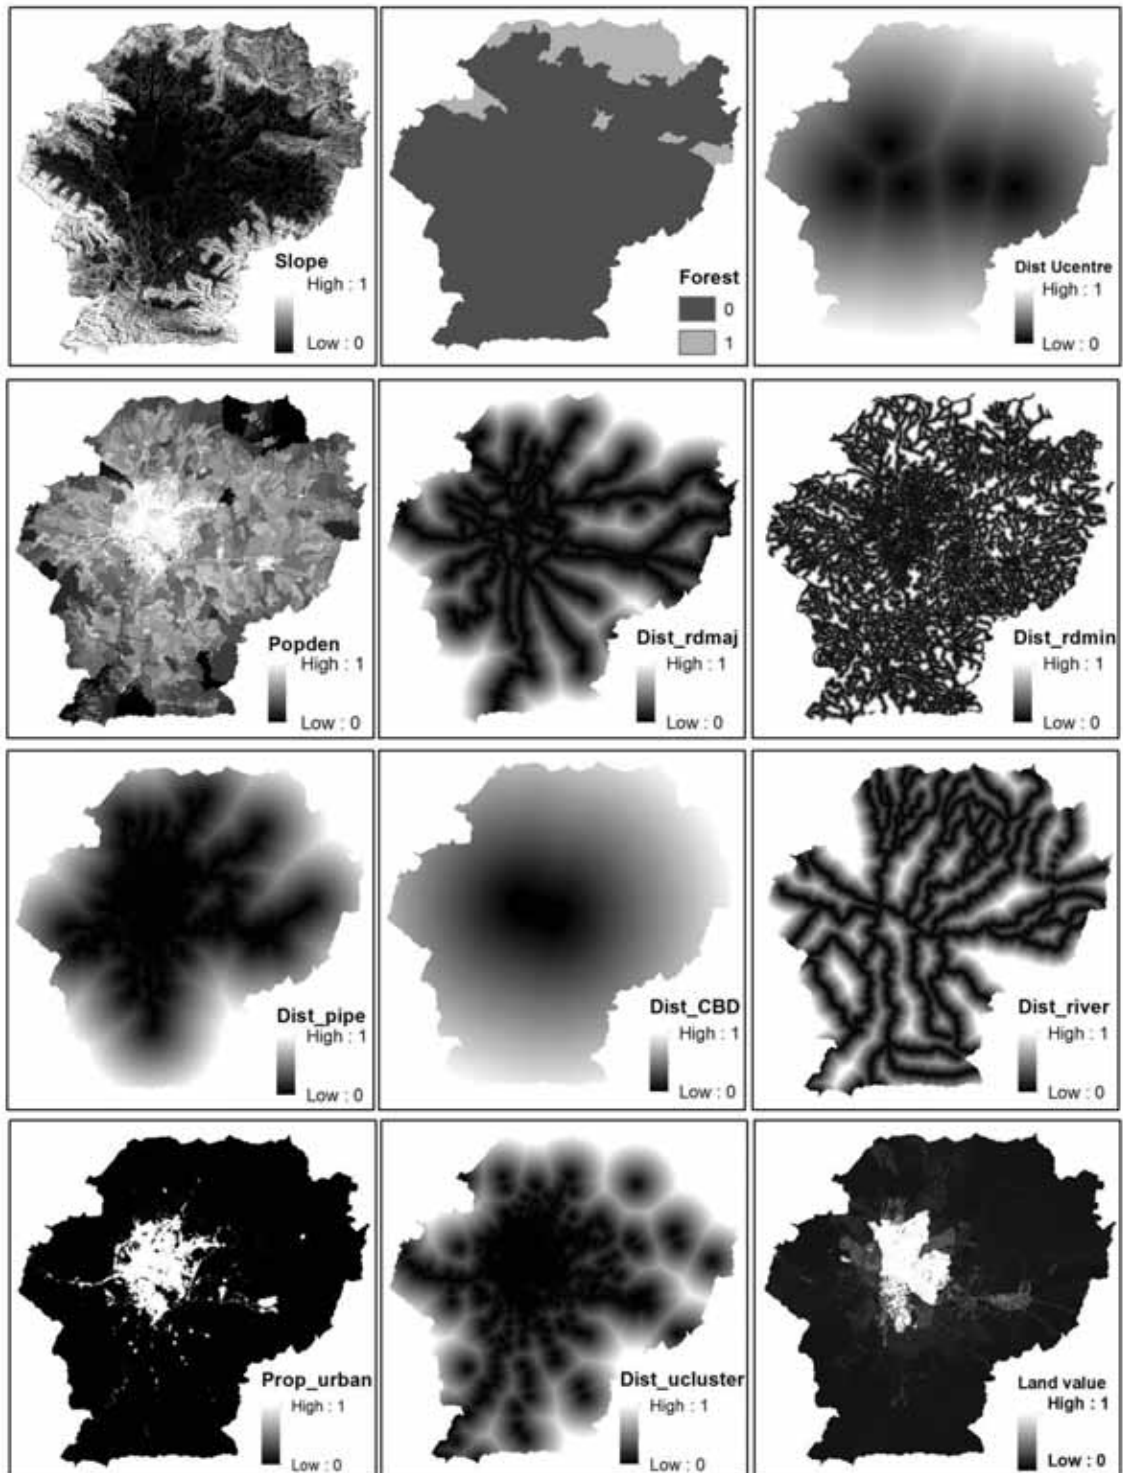 Slope
High : 1
Low : 0
Forest
0
1
Dist Ucentre
High : 1
Low : 0
Popden
High : 1
Low : 0
Dist_rdmaj
High : 1
Low : 0
Dist_rdmin
High : 1
Low : 0
Dist_pipe
High : 1
Low : 0
Dist_CBD
High : 1
Low : 0
Dist_river
High : 1
Low : 0
Prop_urban
High : 1
Low : 0
Dist_ucluster
High : 1
Low : 0
Land value
High : 1
Low : 0